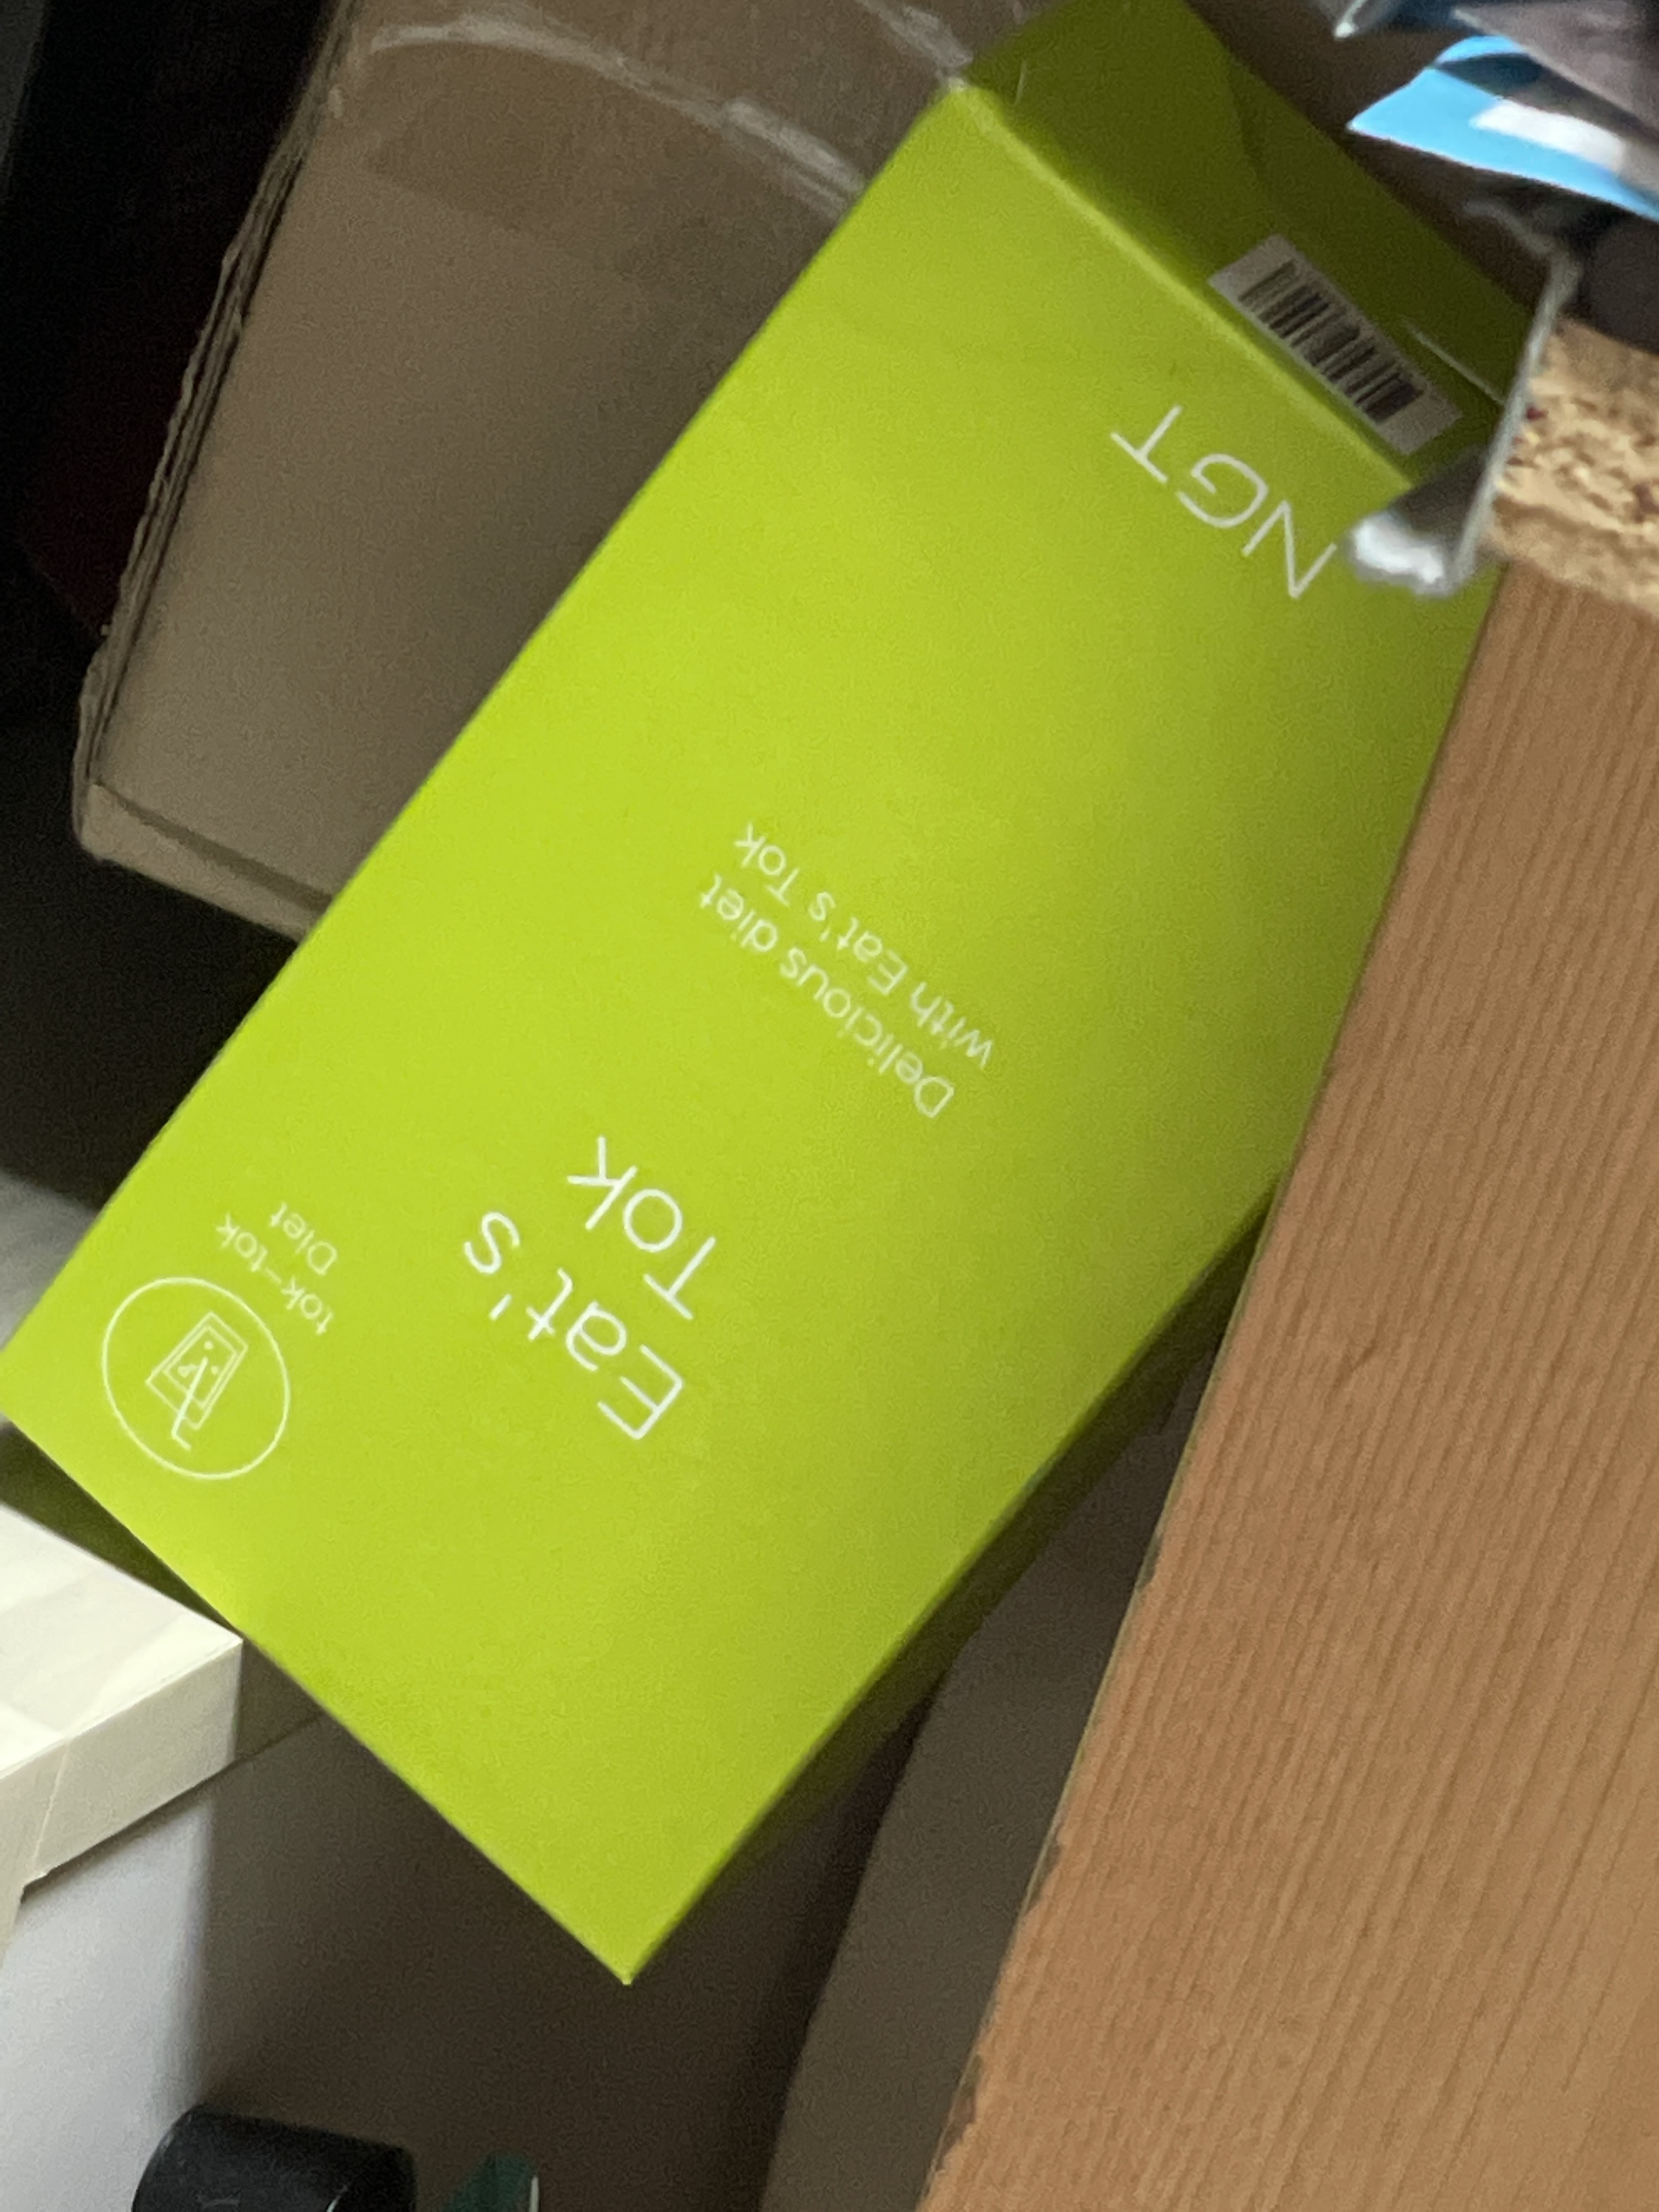 tok-tok
Diet
Eat's
Tok
Delicious diet
with Eat's Tok
NGT